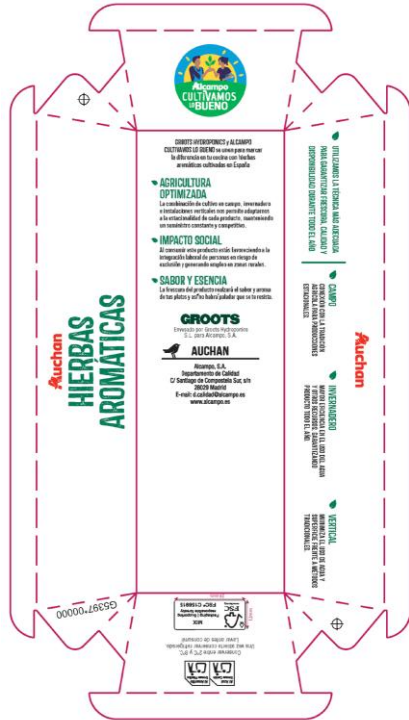 Alcampo
CULTIVAMOS
LO BUENO
GROOTS HYDROPONICS y ALCAMPO
CULTIVAMOS LO BUENO se unen para marcar
la diferencia en tu cocina con hierbas
aromáticas cultivadas en España
AGRICULTURA
OPTIMIZADA
La combinación de cultivo en campo, invernadero
e instalaciones verticales nos permite adaptarnos
a la estacionalidad de cada producto, manteniendo
un suministro constante y competitivo.
IMPACTO SOCIAL
Al consumir este producto estás favoreciendo a la
integración laboral de personas en riesgo de
exclusión y generando empleo en zonas rurales.
SABOR Y ESENCIA
La frescura del producto realzará el sabor y aroma
de tus platos y
no habrá paladar que se te resista.
GROOTS
Envasado por Groots Hydroponics
S.L. para Alcampo, S.A.
AUCHAN
Alcampo, S.A.
Departamento de Calidad
C/ Santiago de Compostela Sur, s/n
28029 Madrid
E-mail: d.calidad@alcampo.es
www.alcampo.es
Auchan
HIERBAS
AROMÁTICAS
Auchan
UTILIZAMOS LA TÉCNICA MÁS ADECUADA
PARA GARANTIZAR FRESCURA, CALIDAD Y
DISPONIBILIDAD DURANTE TODO EL AÑO
CAMPO
CONEXIÓN CON LA TRADICIÓN
AGRÍCOLA PARA PRODUCCIONES
ESTACIONALES.
INVERNADERO
MAYOR EFICIENCIA EN EL USO DEL AGUA
Y OTROS RECURSOS, GARANTIZANDO
PRODUCTO TODO EL AÑO.
VERTICAL
MINIMIZA EL USO DE AGUA Y
SUPERFICIE FRENTE A MÉTODOS
TRADICIONALES.
G5397*00000
Conservar entre 2°C y 8°C.
Una vez abierto conservar refrigerado.
Lavar antes de consumir
FSC
MIX
FSC® C156915